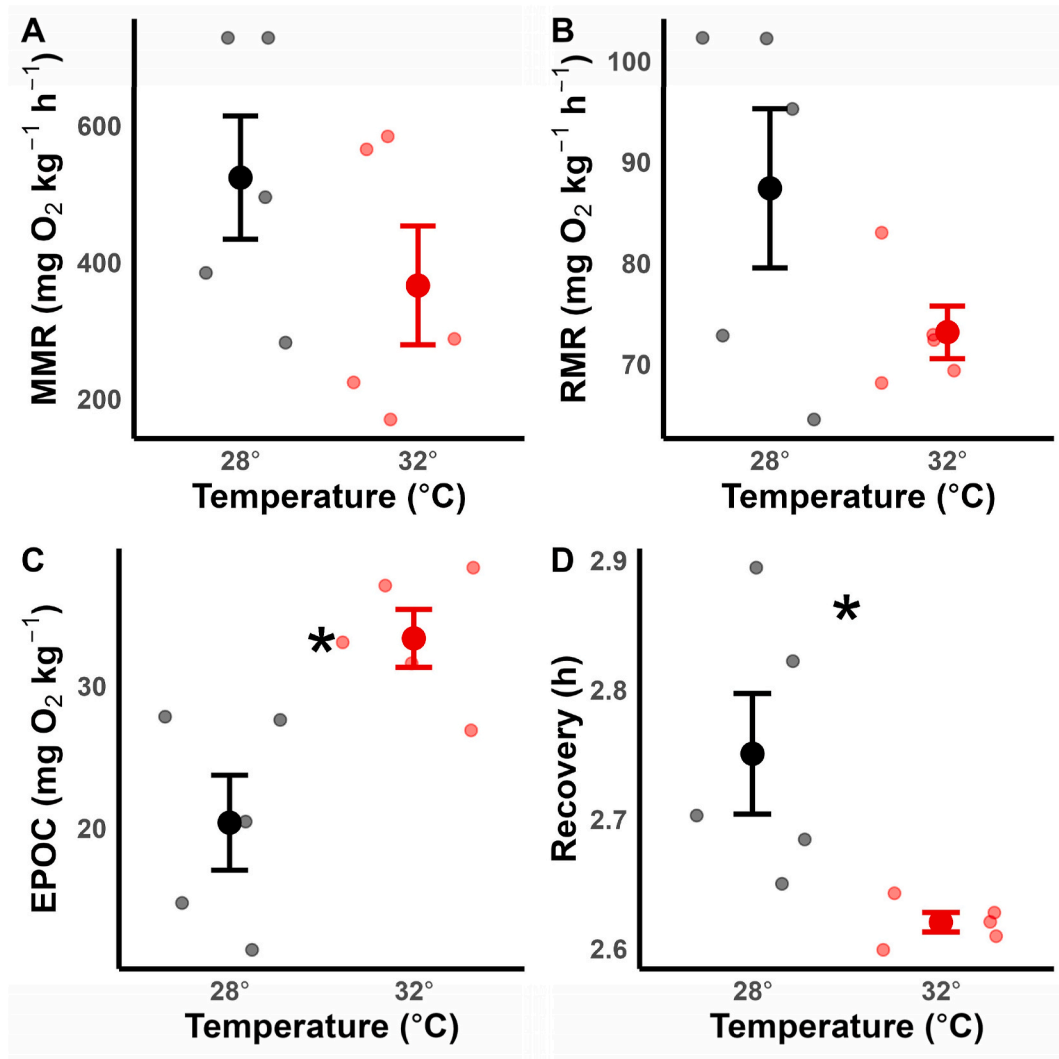 A
MMR (mg O₂ kg⁻¹ h⁻¹)
600
400
200
28°
32°
Temperature (°C)
B
RMR (mg O₂ kg⁻¹ h⁻¹)
100
90
80
70
28°
32°
Temperature (°C)
C
EPOC (mg O₂ kg⁻¹)
30
20
*
28°
32°
Temperature (°C)
D
Recovery (h)
2.9
2.8
2.7
2.6
*
28°
32°
Temperature (°C)